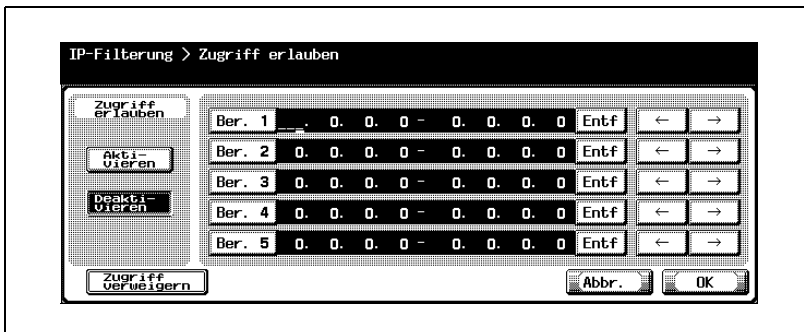 IP-Filterung > Zugriff erlauben
Zugriff
erlauben
Akti-
vieren
Deakti-
vieren
Ber. 1 ___. 0. 0. 0 - 0. 0. 0. 0 Entf ← →
Ber. 2 0. 0. 0. 0 - 0. 0. 0. 0 Entf ← →
Ber. 3 0. 0. 0. 0 - 0. 0. 0. 0 Entf ← →
Ber. 4 0. 0. 0. 0 - 0. 0. 0. 0 Entf ← →
Ber. 5 0. 0. 0. 0 - 0. 0. 0. 0 Entf ← →
Zugriff
verweigern
Abbr. OK